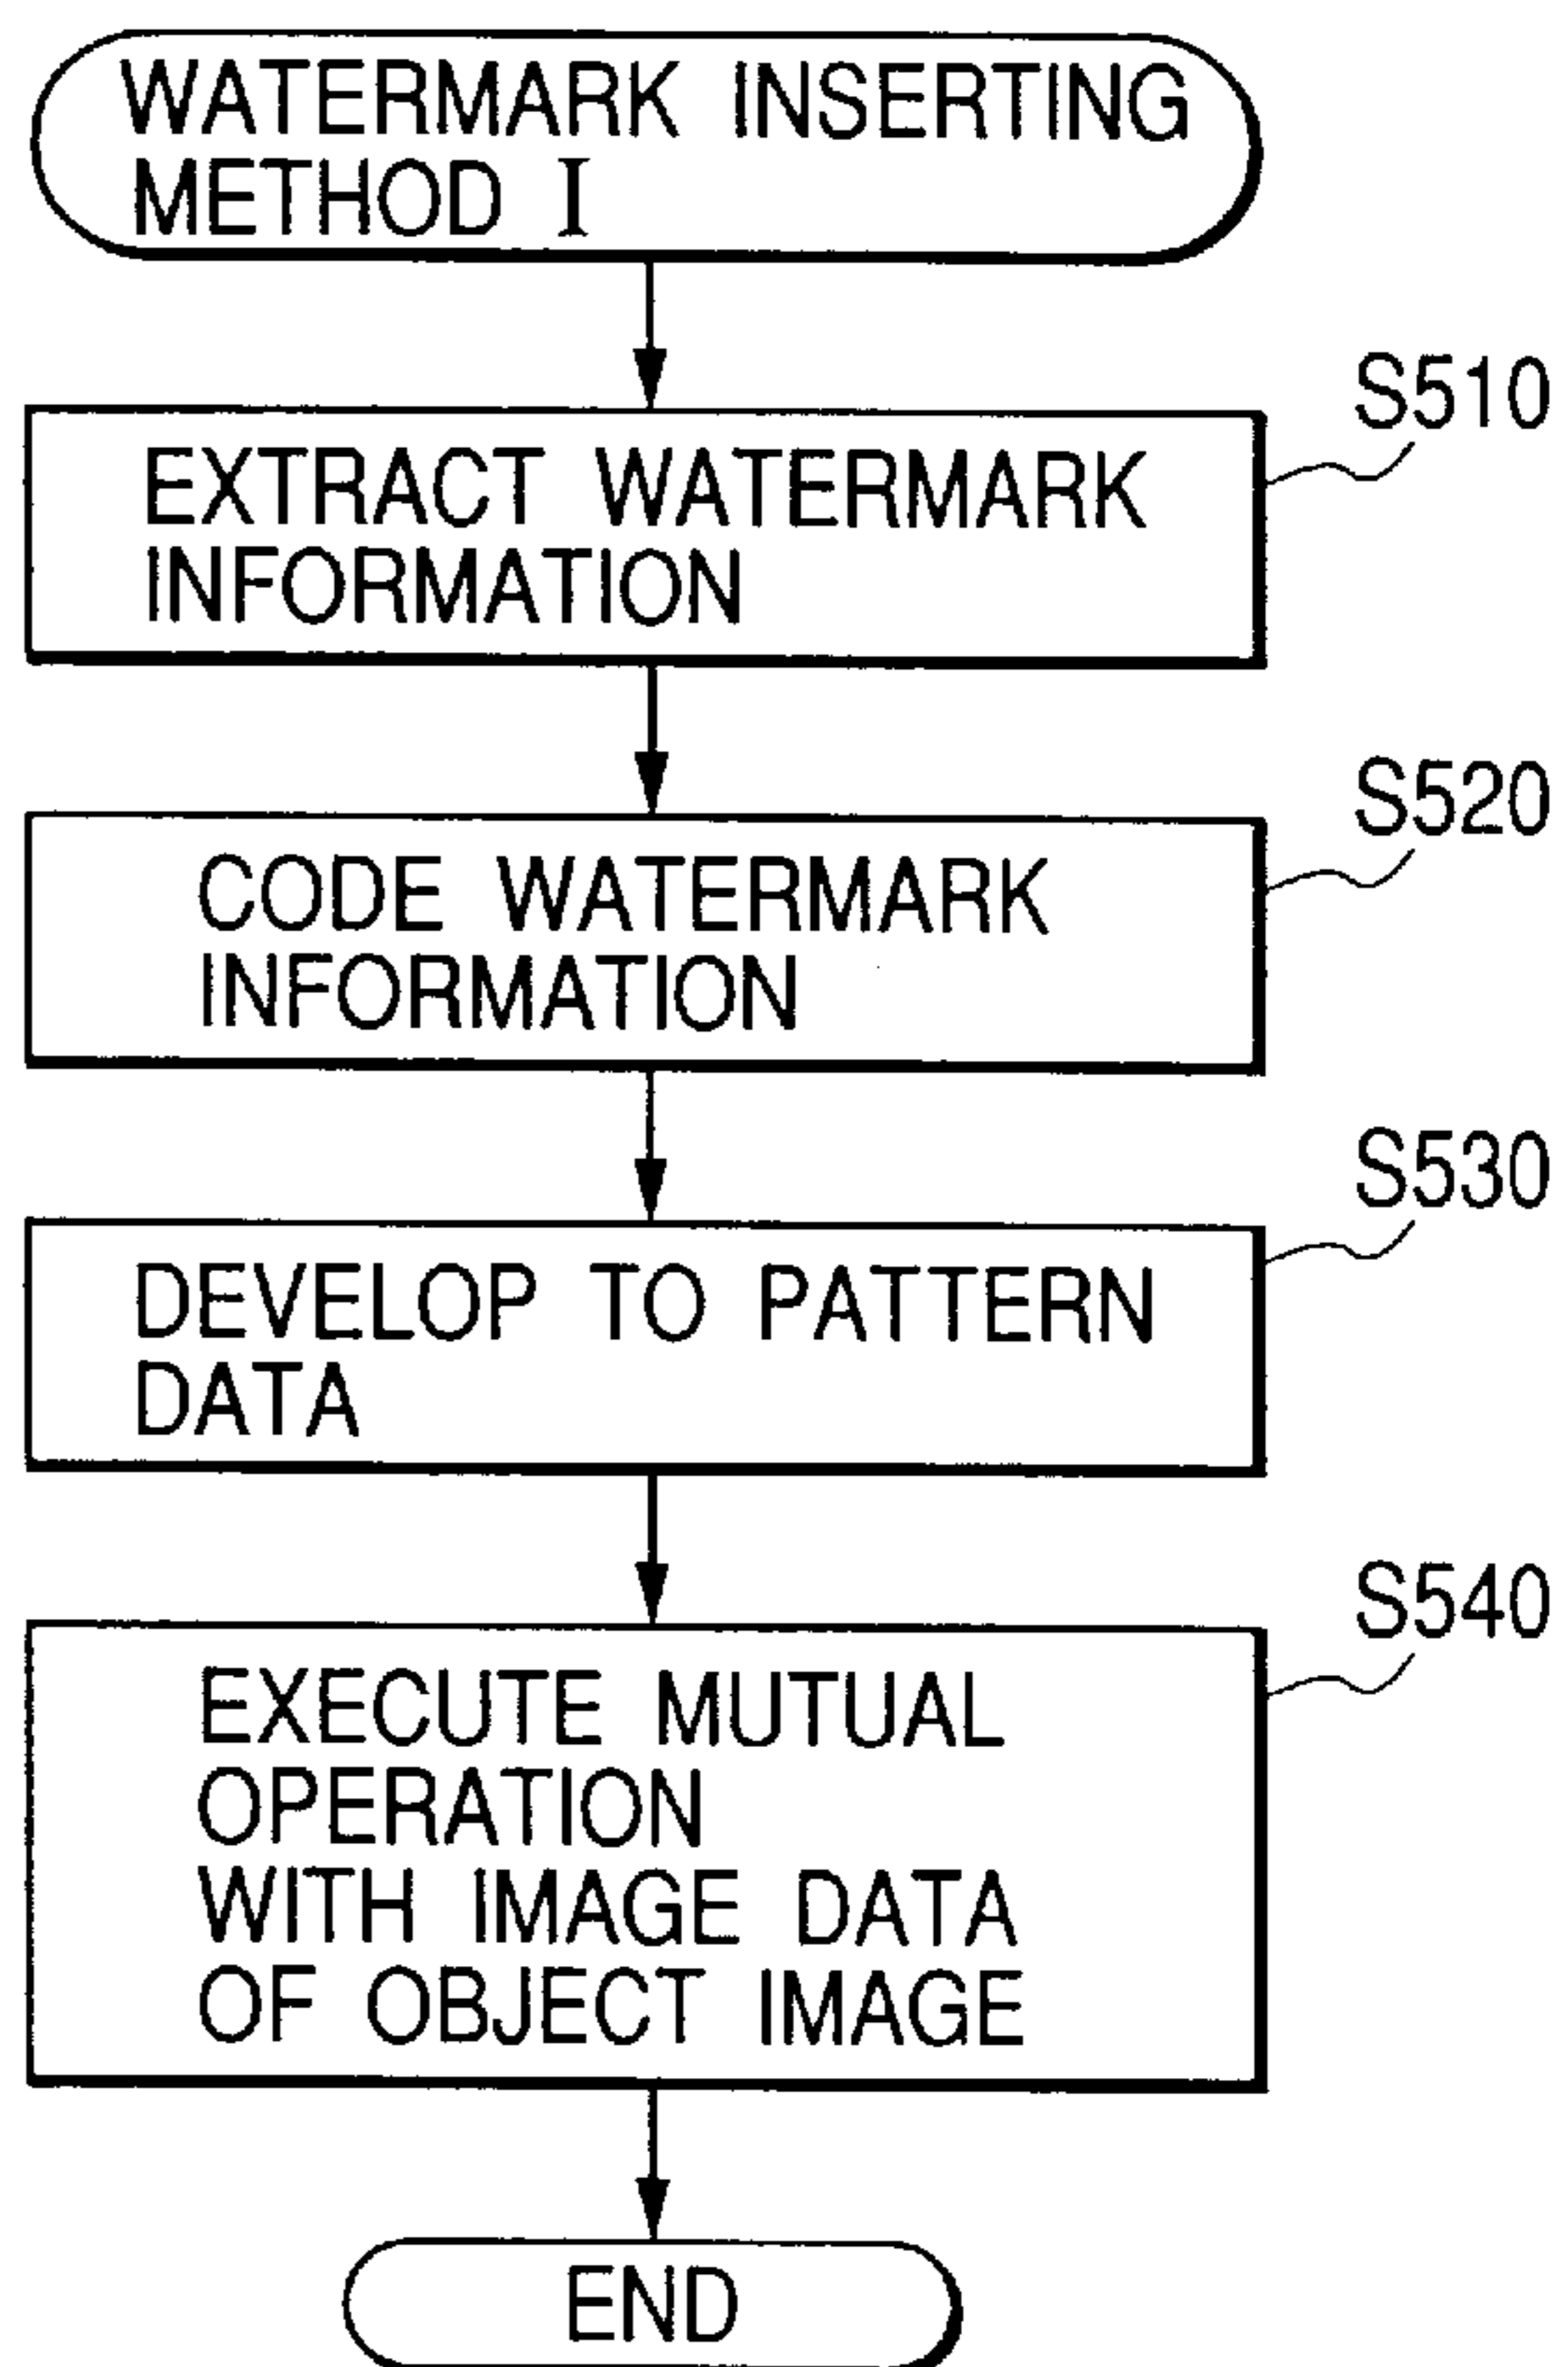 WATERMARK INSERTING
METHOD I
S510
EXTRACT WATERMARK
INFORMATION
S520
CODE WATERMARK
INFORMATION
S530
DEVELOP TO PATTERN
DATA
S540
EXECUTE MUTUAL
OPERATION
WITH IMAGE DATA
OF OBJECT IMAGE
END